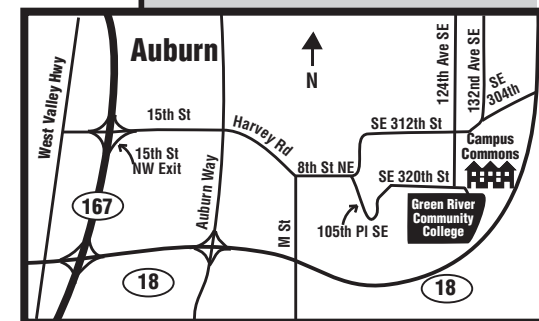 Auburn
N
West Valley Hwy
15th St
15th St
NW Exit
Auburn Way
Harvey Rd
M St
8th St NE
105th Pl SE
SE 312th St
SE 320th St
124th Ave SE
132nd Ave SE
SE
304th
Campus
Commons
Green River
Community
College
167
18
18